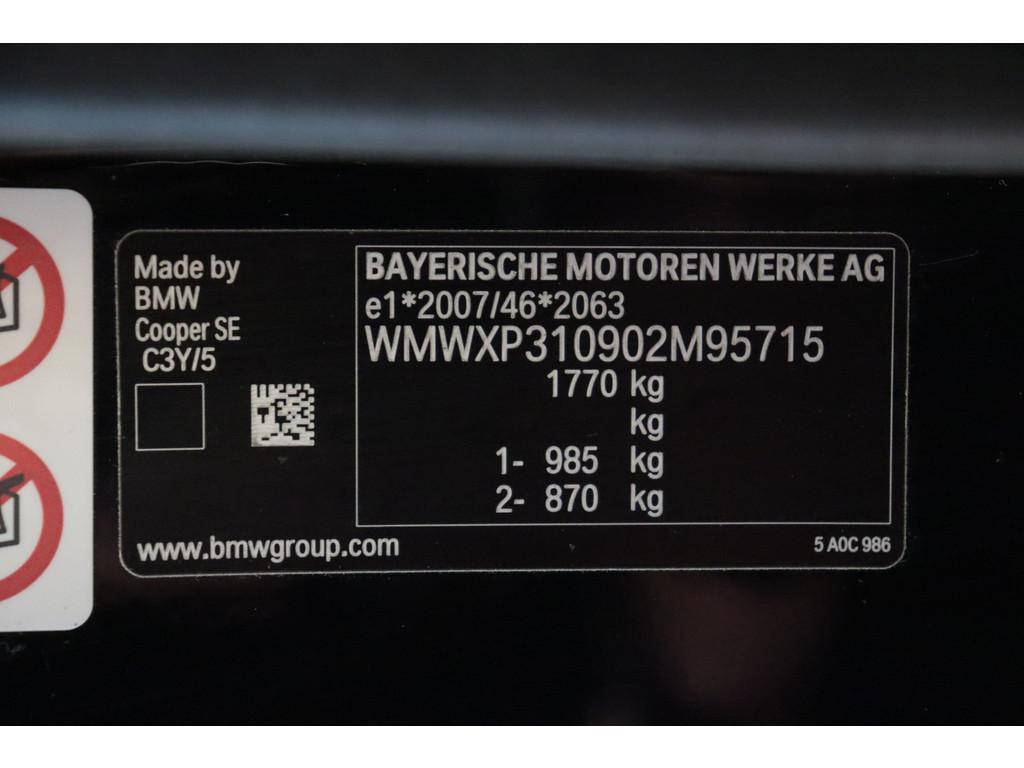 Made by
BMW
Cooper SE
C3Y/5
www.bmwgroup.com
BAYERISCHE MOTOREN WERKE AG
e1*2007/46*2063
WMWXP310902M95715
1770 kg
kg
1- 985 kg
2- 870 kg
5 A0C 986